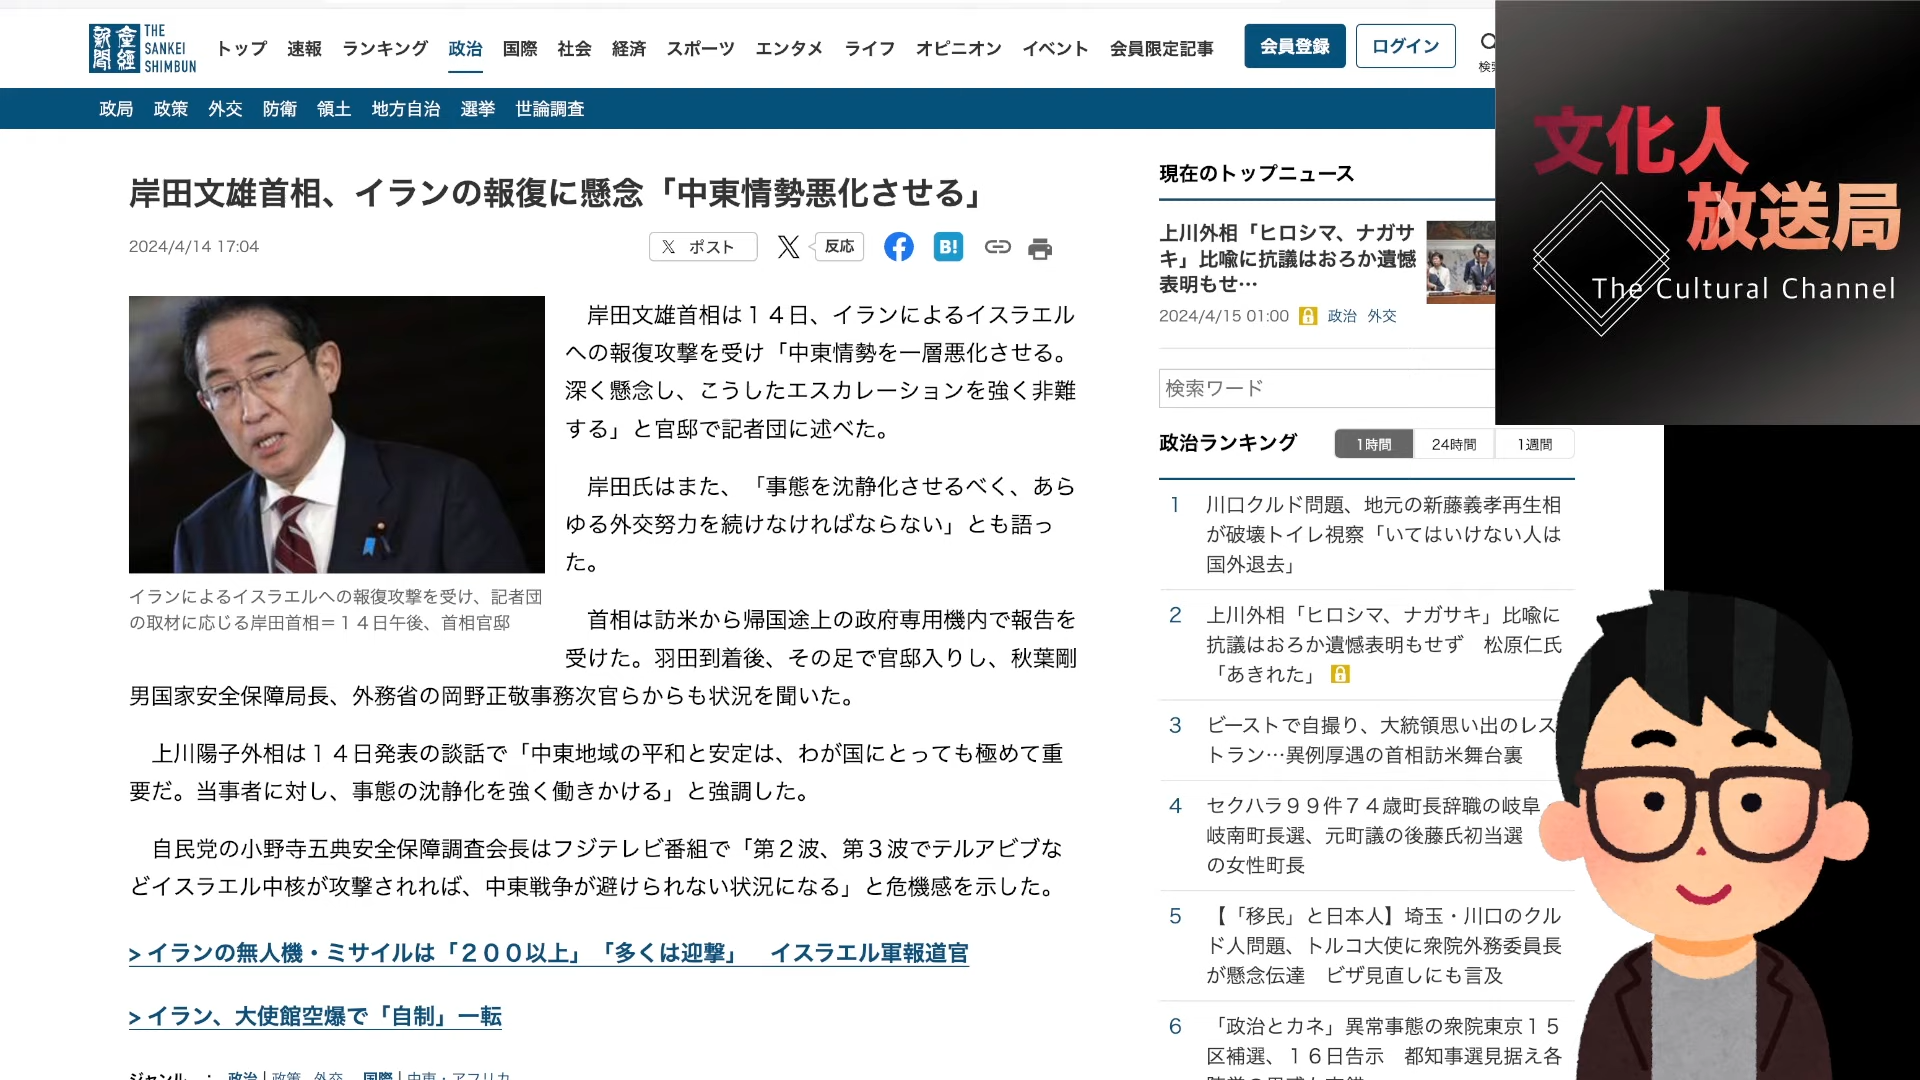 新聞 産經
THE
SANKEI
SHIMBUN
トップ 速報 ランキング 政治 国際 社会 経済 スポーツ エンタメ ライフ オピニオン イベント 会員限定記事 会員登録 ログイン
政局 政策 外交 防衛 領土 地方自治 選挙 世論調査
岸田文雄首相、イランの報復に懸念「中東情勢悪化させる」
2024/4/14 17:04
ポスト 反応 B!
岸田文雄首相は１４日、イランによるイスラエル
への報復攻撃を受け「中東情勢を一層悪化させる。
深く懸念し、こうしたエスカレーションを強く非難
する」と官邸で記者団に述べた。
岸田氏はまた、「事態を沈静化させるべく、あら
ゆる外交努力を続けなければならない」とも語っ
た。
イランによるイスラエルへの報復攻撃を受け、記者団
の取材に応じる岸田首相＝１４日午後、首相官邸
首相は訪米から帰国途上の政府専用機内で報告を
受けた。羽田到着後、その足で官邸入りし、秋葉剛
男国家安全保障局長、外務省の岡野正敬事務次官らからも状況を聞いた。
上川陽子外相は１４日発表の談話で「中東地域の平和と安定は、わが国にとっても極めて重
要だ。当事者に対し、事態の沈静化を強く働きかける」と強調した。
自民党の小野寺五典安全保障調査会長はフジテレビ番組で「第２波、第３波でテルアビブな
どイスラエル中核が攻撃されれば、中東戦争が避けられない状況になる」と危機感を示した。
> イランの無人機・ミサイルは「２００以上」「多くは迎撃」　イスラエル軍報道官
> イラン、大使館空爆で「自制」一転
ジャンル ： 政治 | 政策 外交 国際 | 中東・アフリカ
現在のトップニュース
上川外相「ヒロシマ、ナガサ
キ」比喩に抗議はおろか遺憾
表明もせ…
2024/4/15 01:00 政治 外交
検索ワード
政治ランキング 1時間 24時間 1週間
1 川口クルド問題、地元の新藤義孝再生相
が破壊トイレ視察「いてはいけない人は
国外退去」
2 上川外相「ヒロシマ、ナガサキ」比喩に
抗議はおろか遺憾表明もせず　松原仁氏
「あきれた」
3 ビーストで自撮り、大統領思い出のレス
トラン…異例厚遇の首相訪米舞台裏
4 セクハラ９９件７４歳町長辞職の岐阜
岐南町長選、元町議の後藤氏初当選
の女性町長
5 【「移民」と日本人】埼玉・川口のクル
ド人問題、トルコ大使に衆院外務委員長
が懸念伝達　ビザ見直しにも言及
6 「政治とカネ」異常事態の衆院東京１５
区補選、１６日告示　都知事選見据え各
文化人
放送局
The Cultural Channel